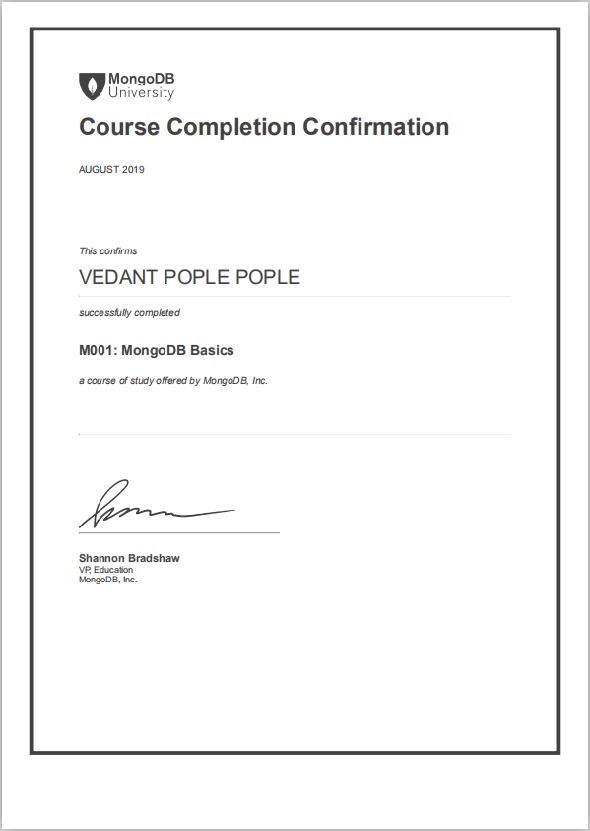 MongoDB
University
Course Completion Confirmation
AUGUST 2019
This confirms
VEDANT POPLE POPLE
successfully completed
M001: MongoDB Basics
a course of study offered by MongoDB, Inc.
Shannon Bradshaw
VP, Education
MongoDB, Inc.